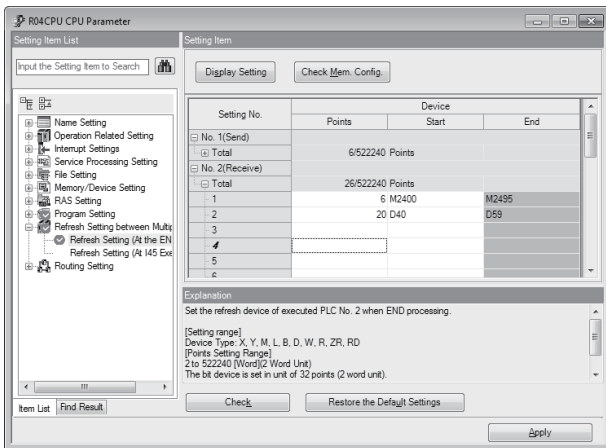 R04CPU CPU Parameter
Setting Item List
Input the Setting Item to Search
Name Setting
Operation Related Setting
Interrupt Settings
Service Processing Setting
File Setting
Memory/Device Setting
RAS Setting
Program Setting
Refresh Setting between Multip
Refresh Setting (At the EN
Refresh Setting (At I45 Exe
Routing Setting
Item List
Find Result
Setting Item
Display Setting
Check Mem. Config.
Setting No.
Device
Points
Start
End
No. 1(Send)
Total 6/522240 Points
No. 2(Receive)
Total 26/522240 Points
1 6 M2400 M2495
2 20 D40 D59
3
4
5
6
Explanation
Set the refresh device of executed PLC No. 2 when END processing.
[Setting range]
Device Type: X, Y, M, L, B, D, W, R, ZR, RD
[Points Setting Range]
2 to 522240 [Word](2 Word Unit)
The bit device is set in unit of 32 points (2 word unit).
Check
Restore the Default Settings
Apply